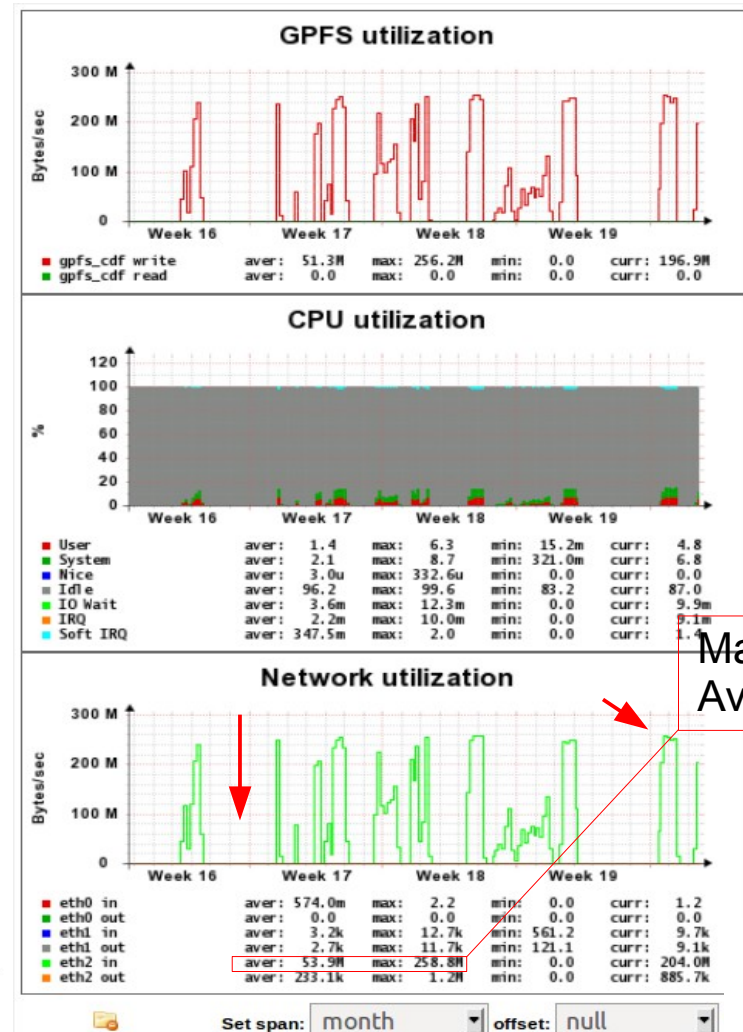 GPFS utilization
300 M
200 M
100 M
0
Bytes/sec
Week 16 Week 17 Week 18 Week 19
gpfs_cdf write aver: 51.3M max: 256.2M min: 0.0 curr: 196.9M
gpfs_cdf read aver: 0.0 max: 0.0 min: 0.0 curr: 0.0
CPU utilization
120
100
80
60
40
20
0
%
Week 16 Week 17 Week 18 Week 19
User aver: 1.4 max: 6.3 min: 15.2m curr: 4.8
System aver: 2.1 max: 8.7 min: 321.0m curr: 6.8
Nice aver: 3.0u max: 332.6u min: 0.0 curr: 0.0
Idle aver: 96.2 max: 99.6 min: 83.2 curr: 87.0
IO Wait aver: 3.6m max: 12.3m min: 0.0 curr: 9.9m
IRQ aver: 2.2m max: 10.0m min: 0.0 curr: 9.1m
Soft IRQ aver: 347.5m max: 2.0 min: 0.0 curr: 1.4
Ma
Av
Network utilization
300 M
200 M
100 M
0
Bytes/sec
Week 16 Week 17 Week 18 Week 19
eth0 in aver: 574.0m max: 2.2 min: 0.0 curr: 1.2
eth0 out aver: 0.0 max: 0.0 min: 0.0 curr: 0.0
eth1 in aver: 3.2k max: 12.7k min: 561.2 curr: 9.7k
eth1 out aver: 2.7k max: 11.7k min: 121.1 curr: 9.1k
eth2 in aver: 53.9M max: 258.8M min: 0.0 curr: 204.0M
eth2 out aver: 233.1k max: 1.2M min: 0.0 curr: 885.7k
Set span: month offset: null